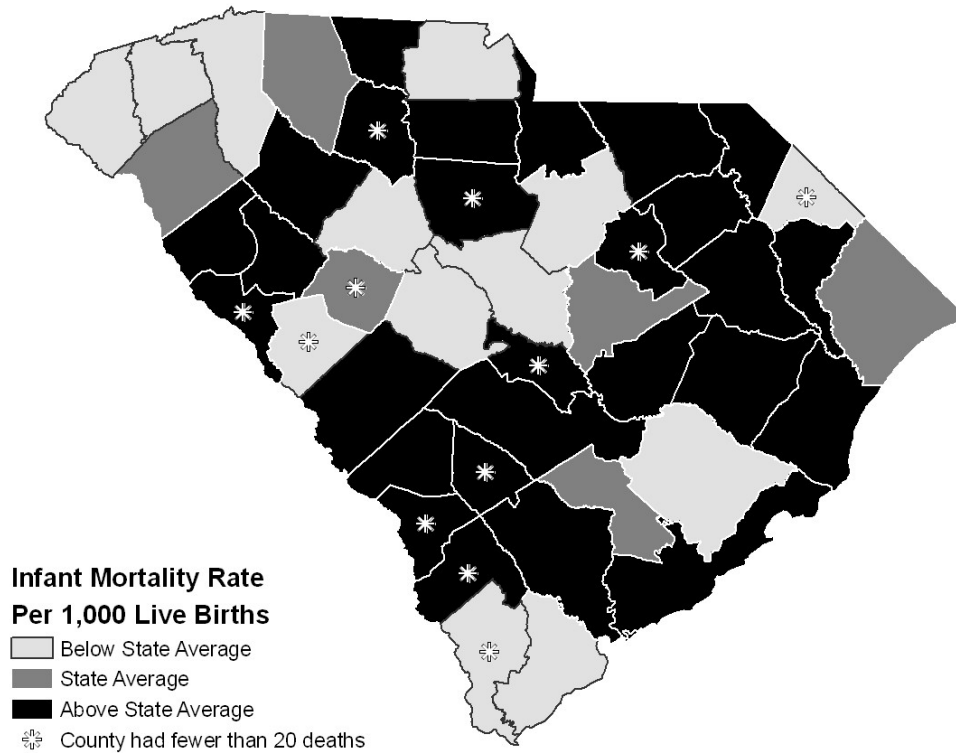 Infant Mortality Rate
Per 1,000 Live Births
Below State Average
State Average
Above State Average
County had fewer than 20 deaths